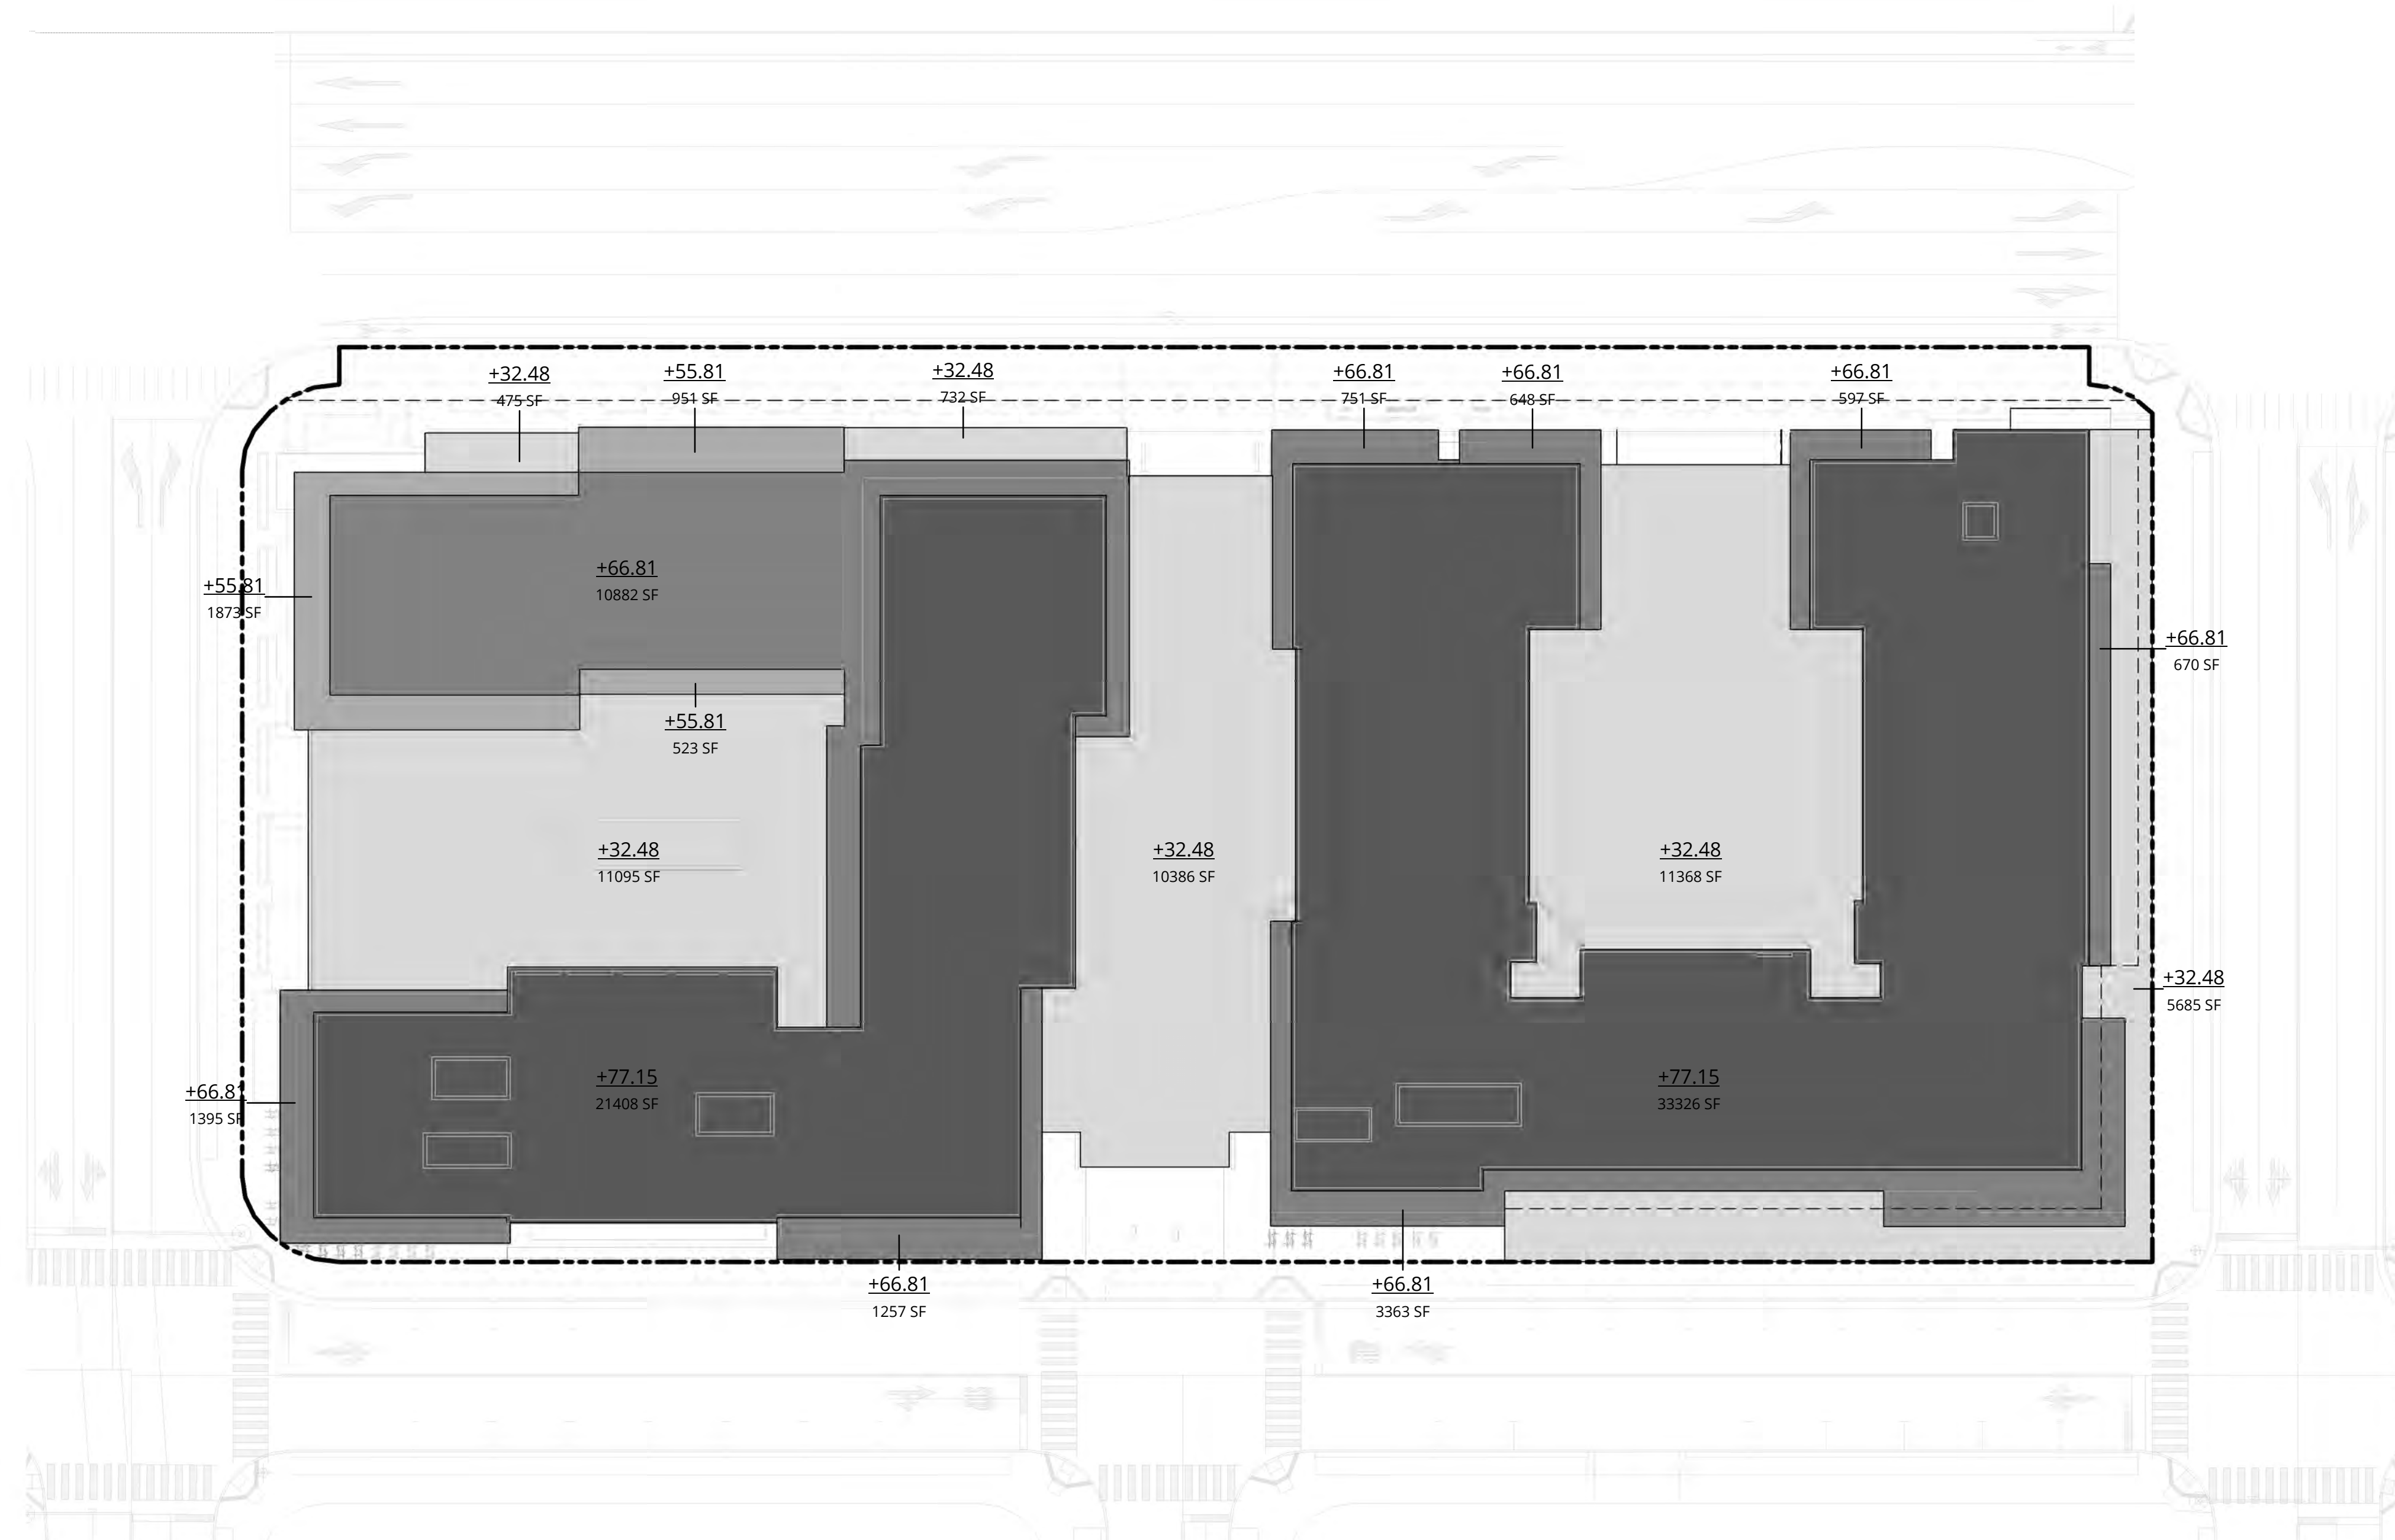 +32.48
475 SF
+55.81
951 SF
+32.48
732 SF
+66.81
751 SF
+66.81
648 SF
+66.81
597 SF
+66.81
10882 SF
+55.81
1873 SF
+66.81
670 SF
+55.81
523 SF
+32.48
11095 SF
+32.48
10386 SF
+32.48
11368 SF
+32.48
5685 SF
+77.15
21408 SF
+77.15
33326 SF
+66.81
1395 SF
+66.81
1257 SF
+66.81
3363 SF